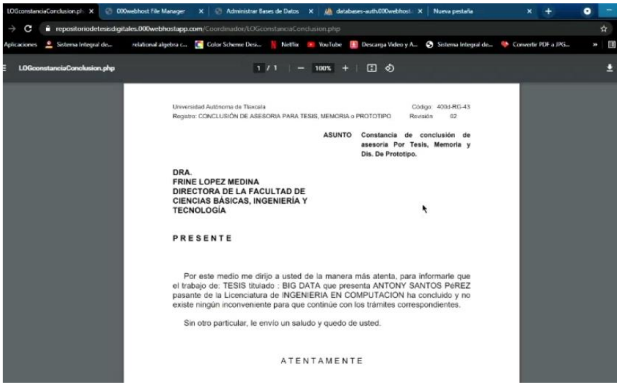 LOGconstanciaConclusion.ph
000webhost File Manager
Administrar Bases de Datos
databases-auth.000webhost
Nueva pestaña
repositoriodetesisdigitales.000webhostapp.com/Coordinador/LOGconstanciaConclusion.php
Aplicaciones
Sistema Integral de...
relational algebra c...
Color Scheme Des...
Netflix
YouTube
Descarga Video y A...
Sistema Integral de...
Convertir PDF a JPG...
LOGconstanciaConclusion.php
1 / 1
100%
Universidad Autónoma de Tlaxcala
Código 400d-RG-43
Registro: CONCLUSIÓN DE ASESORIA PARA TESIS, MEMORIA o PROTOTIPO
Revisión 02
ASUNTO Constancia de conclusión de
asesoria Por Tesis, Memoria y
Dis. De Prototipo.
DRA.
FRINE LOPEZ MEDINA
DIRECTORA DE LA FACULTAD DE
CIENCIAS BÁSICAS, INGENIERÍA Y
TECNOLOGÍA
P R E S E N T E
Por este medio me dirijo a usted de la manera más atenta, para informarle que
el trabajo de: TESIS titulado : BIG DATA que presenta ANTONY SANTOS PéREZ
pasante de la Licenciatura de INGENIERIA EN COMPUTACION ha concluido y no
existe ningún inconveniente para que continúe con los trámites correspondientes.
Sin otro particular, le envío un saludo y quedo de usted.
A T E N T A M E N T E